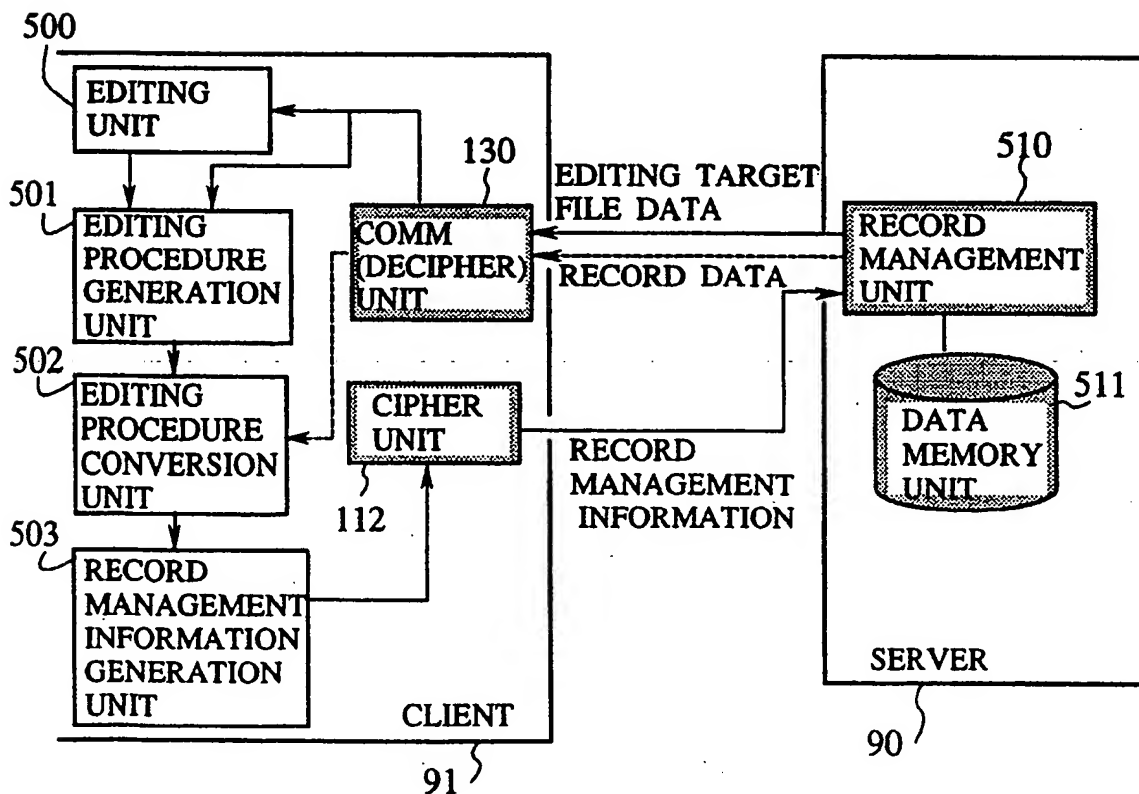 500
EDITING
UNIT
501
EDITING
PROCEDURE
GENERATION
UNIT
502
EDITING
PROCEDURE
CONVERSION
UNIT
503
RECORD
MANAGEMENT
INFORMATION
GENERATION
UNIT
130
COMM
(DECIPHER)
UNIT
CIPHER
UNIT
112
CLIENT
91
EDITING TARGET
FILE DATA
RECORD DATA
RECORD
MANAGEMENT
INFORMATION
510
RECORD
MANAGEMENT
UNIT
511
DATA
MEMORY
UNIT
SERVER
90